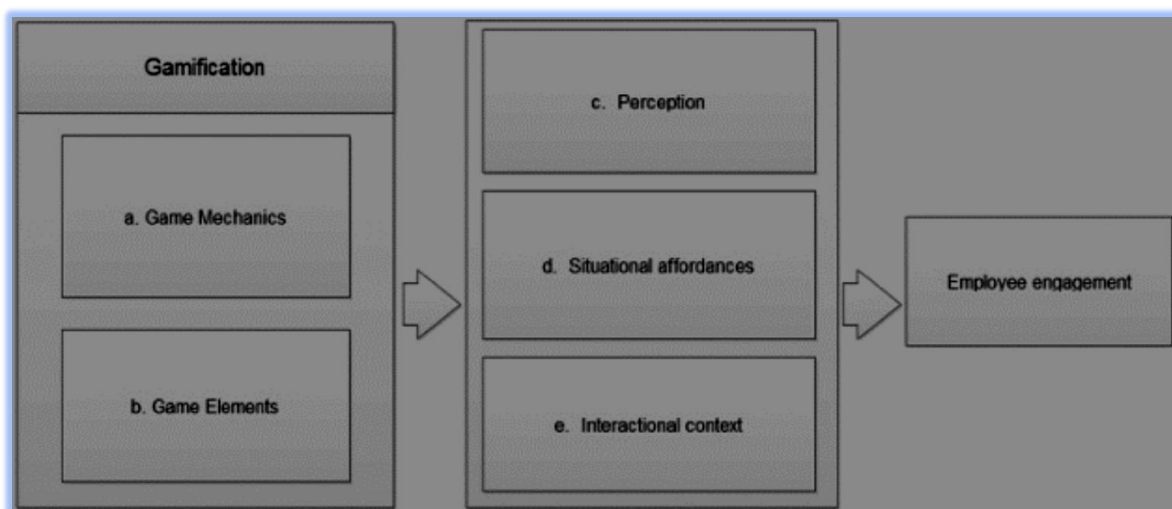 Gamification
a. Game Mechanics
b. Game Elements
c. Perception
d. Situational affordances
e. Interactional context
Employee engagement